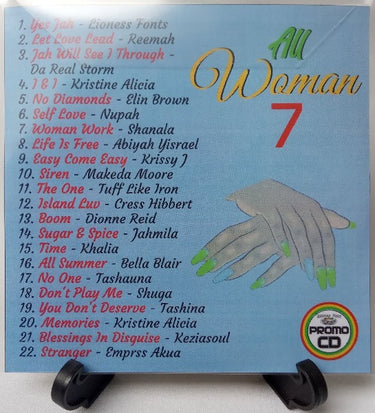 1. Yes Jah - Lioness Fonts
2. Let Love Lead - Reemah
3. Jah Will See I Through -
Da Real Storm
4. I & I - Kristine Alicia
5. No Diamonds - Elin Brown
6. Self Love - Nupah
7. Woman Work - Shanala
8. Life Is Free - Abiyah Yisrael
9. Easy Come Easy - Krissy J
10. Siren - Makeda Moore
11. The One - Tuff Like Iron
12. Island Luv - Cress Hibbert
13. Boom - Dionne Reid
14. Sugar & Spice - Jahmila
15. Time - Khalia
16. All Summer - Bella Blair
17. No One - Tashauna
18. Don't Play Me - Shuga
19. You Don't Deserve - Tashina
20. Memories - Kristine Alicia
21. Blessings In Disguise - Keziasoul
22. Stranger - Emprss Akua
All
Woman
7
PROMO
CD